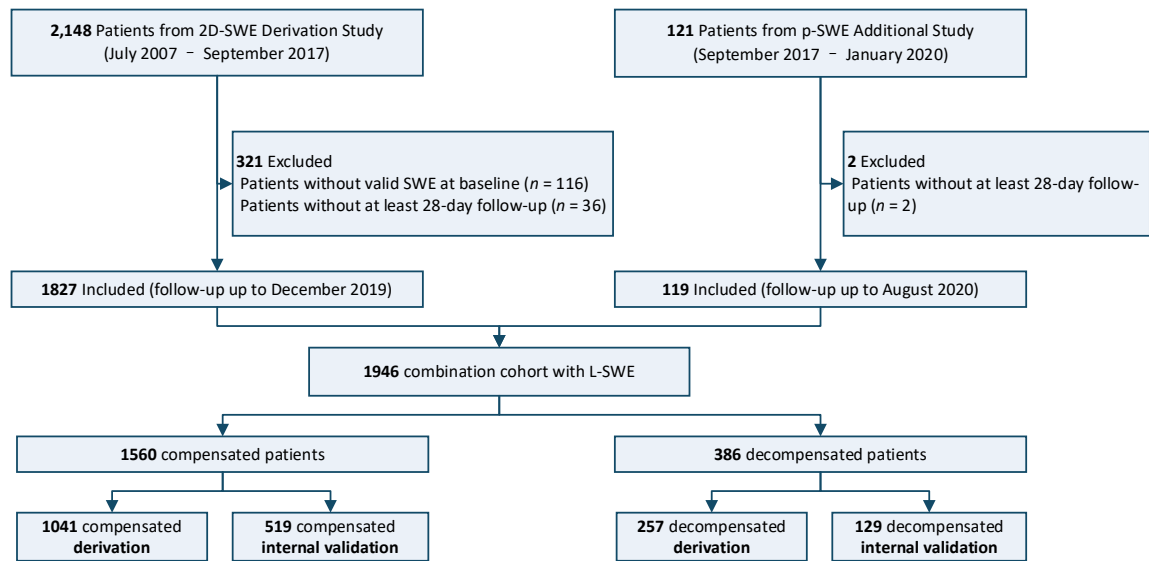 2,148 Patients from 2D-SWE Derivation Study
(July 2007 – September 2017)
121 Patients from p-SWE Additional Study
(September 2017 – January 2020)
321 Excluded
Patients without valid SWE at baseline (n = 116)
Patients without at least 28-day follow-up (n = 36)
2 Excluded
Patients without at least 28-day follow-
up (n = 2)
1827 Included (follow-up up to December 2019)
119 Included (follow-up up to August 2020)
1946 combination cohort with L-SWE
1560 compensated patients
386 decompensated patients
1041 compensated
derivation
519 compensated
internal validation
257 decompensated
derivation
129 decompensated
internal validation